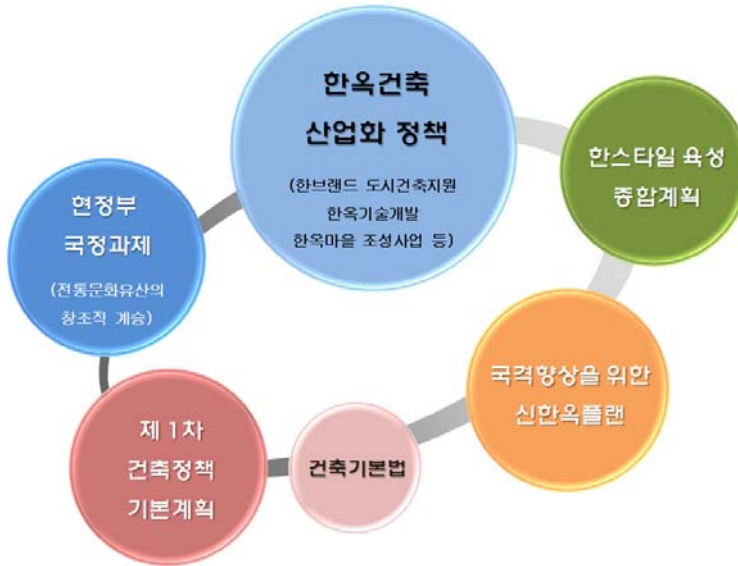 한옥건축
산업화 정책
(한브랜드 도시건축지원
한옥기술개발
한옥마을 조성사업 등)
한스타일 육성
종합계획
현정부
국정과제
(전통문화유산의
창조적 계승)
국격향상을 위한
신한옥플랜
제 1차
건축정책
기본계획
건축기본법